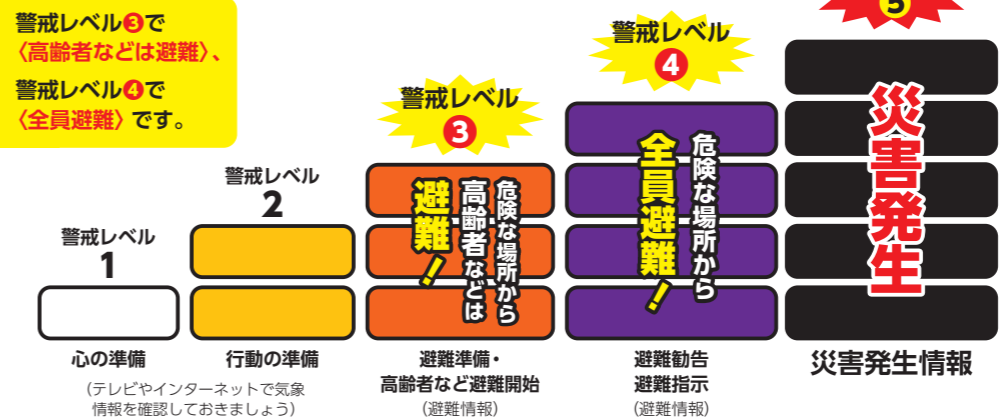 警戒レベル❸で
〈高齢者などは避難〉、
警戒レベル❹で
〈全員避難〉です。
警戒レベル
1
心の準備
警戒レベル
2
行動の準備
（テレビやインターネットで気象
情報を確認しておきましょう）
警戒レベル
3
危険な場所から
高齢者などは
避難！
避難準備・
高齢者など避難開始
（避難情報）
警戒レベル
4
危険な場所から
全員避難！
避難勧告
避難指示
（避難情報）
5
災害発生
災害発生情報